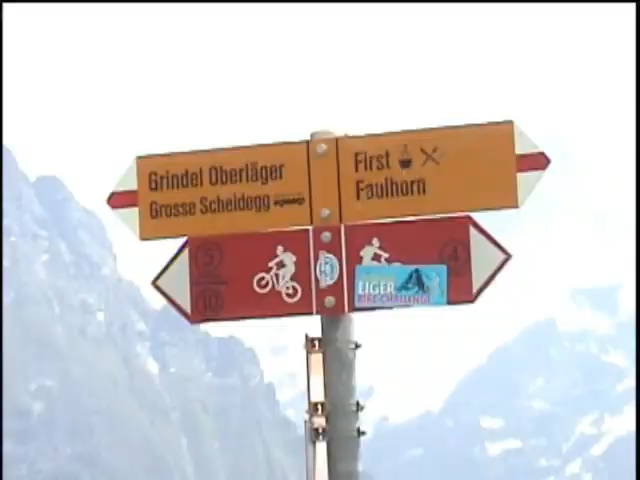 Grindel Oberläger
Grosse Scheidegg
First
Faulhorn
5
10
4
EIGER
BIKE CHALLENGE